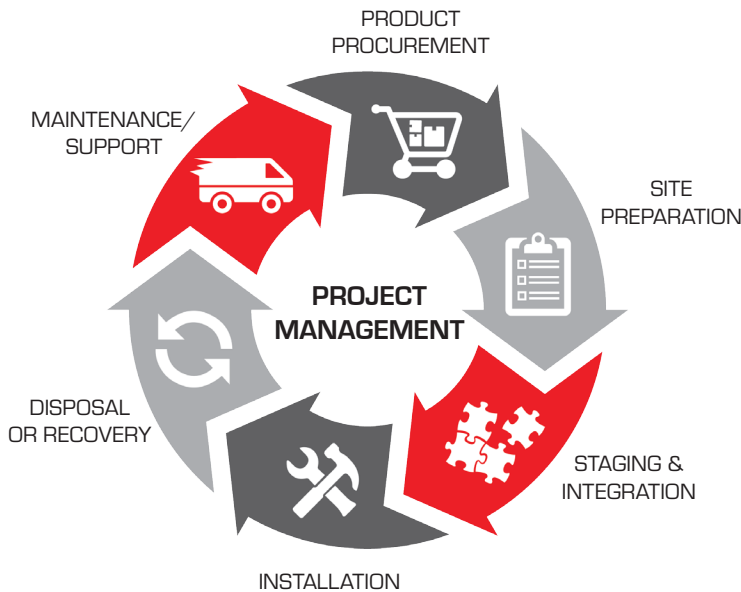 PRODUCT
PROCUREMENT
MAINTENANCE/
SUPPORT
SITE
PREPARATION
PROJECT
MANAGEMENT
DISPOSAL
OR RECOVERY
STAGING &
INTEGRATION
INSTALLATION